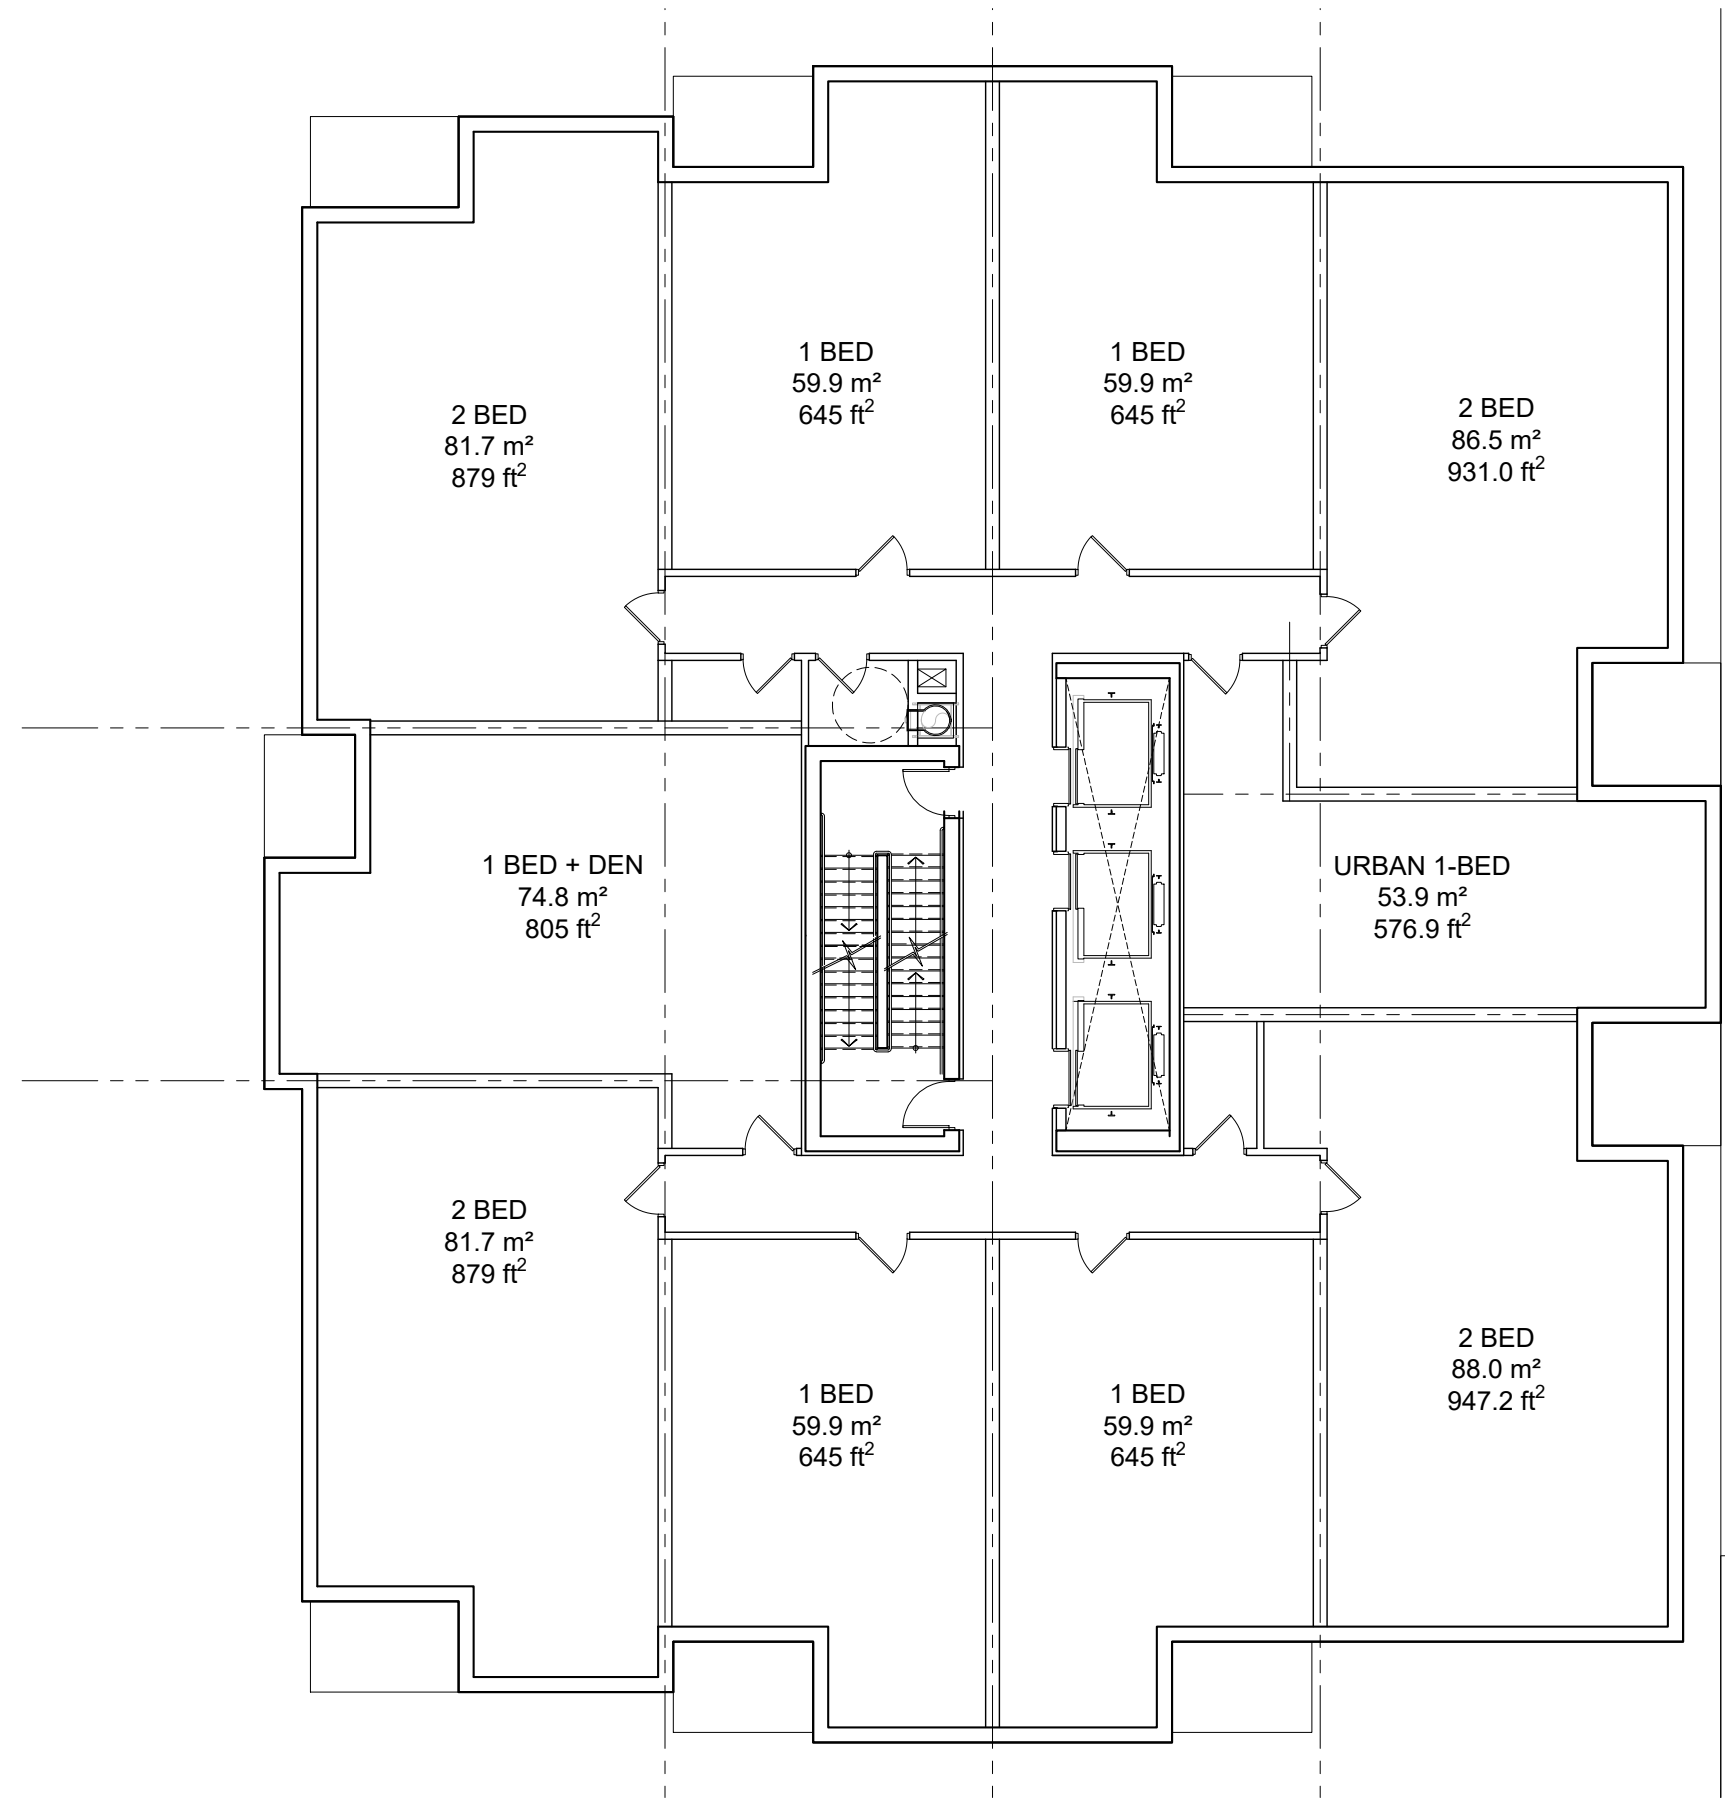 1 BED
59.9 m²
645 ft²
1 BED
59.9 m²
645 ft²
2 BED
81.7 m²
879 ft²
2 BED
86.5 m²
931.0 ft²
1 BED + DEN
74.8 m²
805 ft²
URBAN 1-BED
53.9 m²
576.9 ft²
2 BED
81.7 m²
879 ft²
2 BED
88.0 m²
947.2 ft²
1 BED
59.9 m²
645 ft²
1 BED
59.9 m²
645 ft²